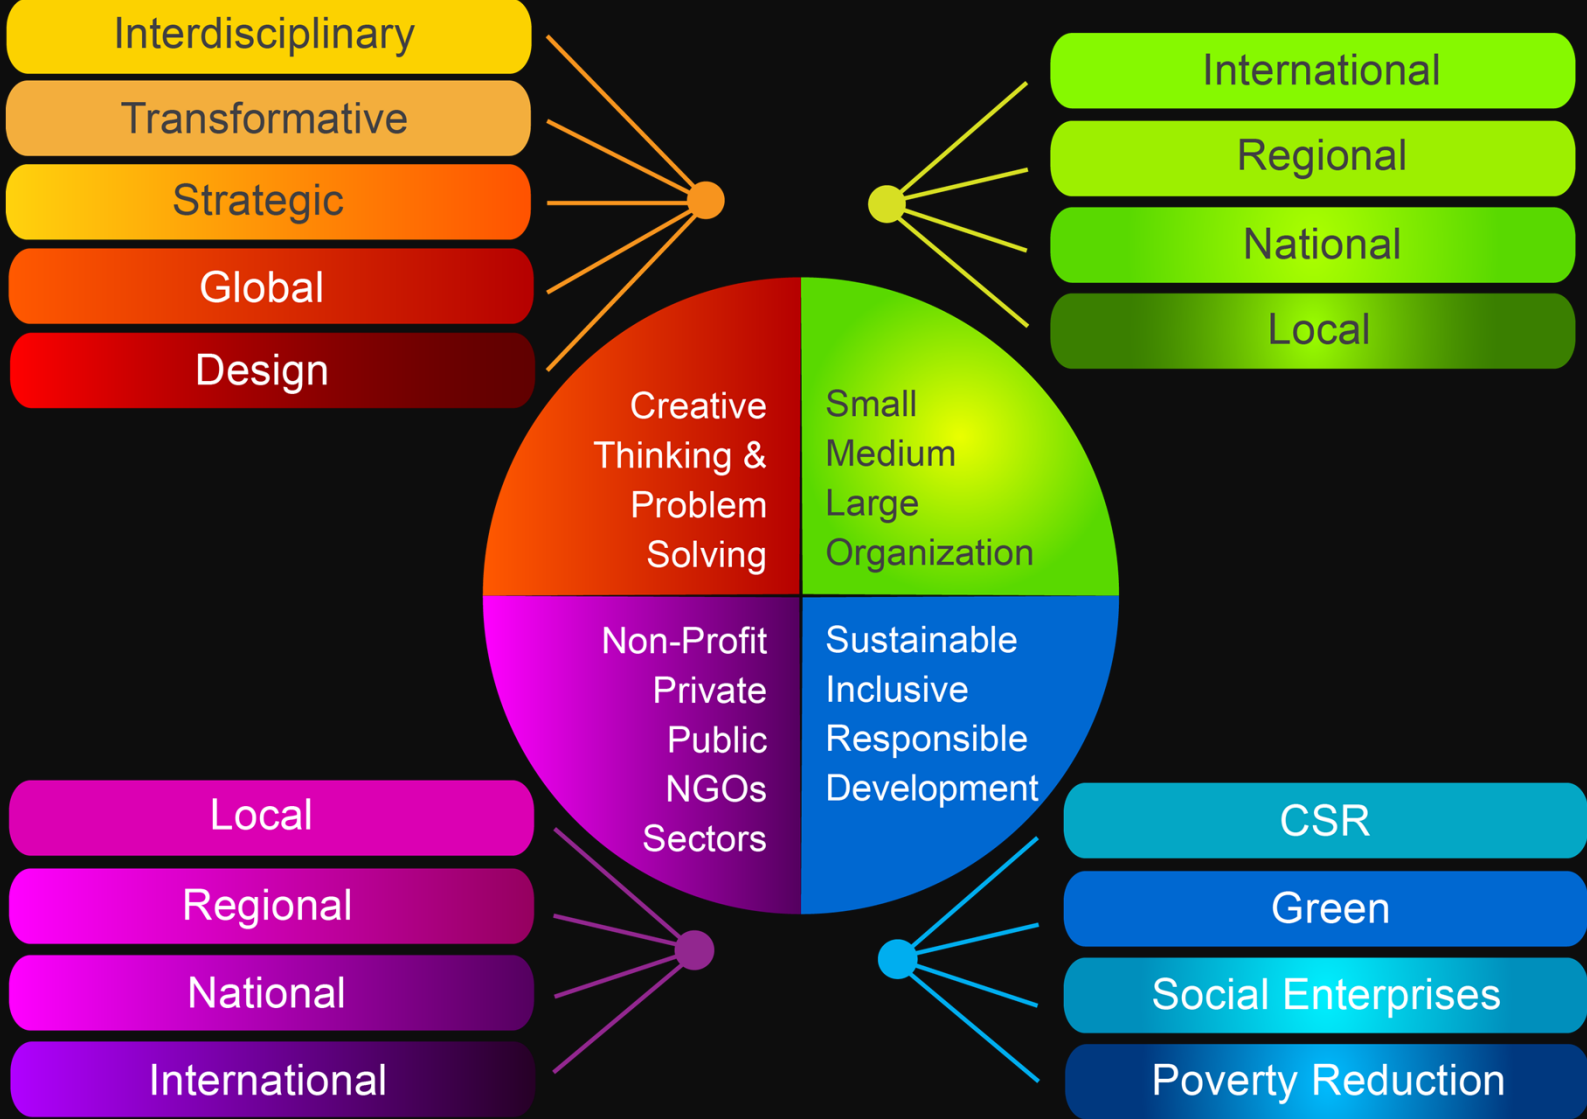 Interdisciplinary
Transformative
Strategic
Global
Design
International
Regional
National
Local
Creative
Thinking &
Problem
Solving
Small
Medium
Large
Organization
Non-Profit
Private
Public
NGOs
Sectors
Sustainable
Inclusive
Responsible
Development
Local
Regional
National
International
CSR
Green
Social Enterprises
Poverty Reduction